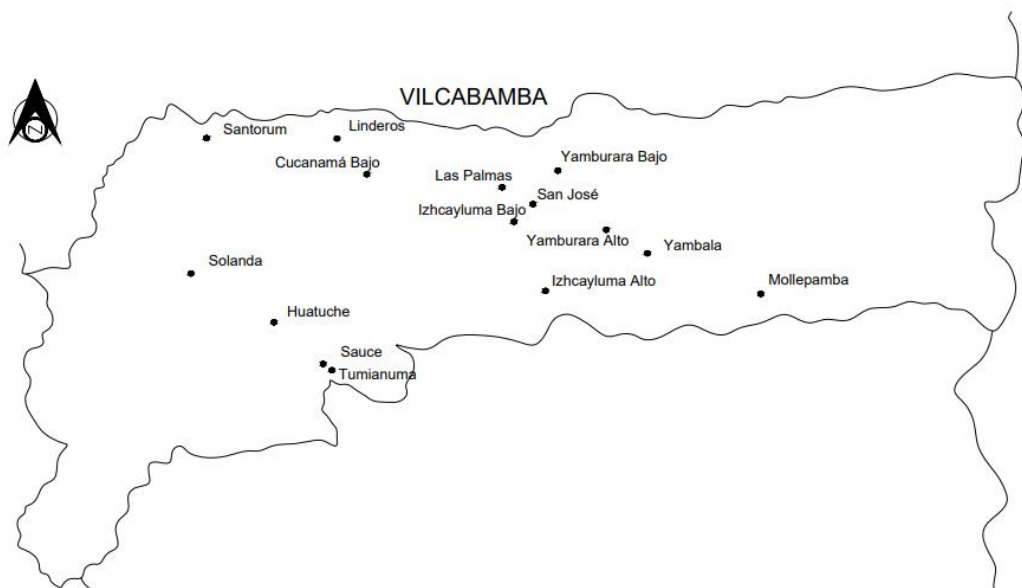 VILCABAMBA
Santorum
Linderos
Cucanamá Bajo
Yamburara Bajo
Las Palmas
San José
Izhcayluma Bajo
Yamburara Alto
Yambala
Solanda
Izhcayluma Alto
Mollepamba
Huatuche
Sauce
Tumianuma
N